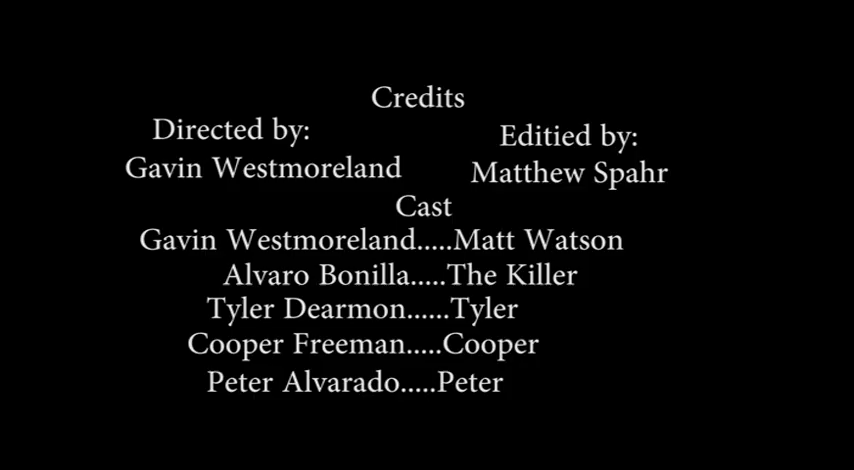 Credits
Directed by:
Gavin Westmoreland
Editied by:
Matthew Spahr
Cast
Gavin Westmoreland.....Matt Watson
Alvaro Bonilla.....The Killer
Tyler Dearmon......Tyler
Cooper Freeman.....Cooper
Peter Alvarado.....Peter